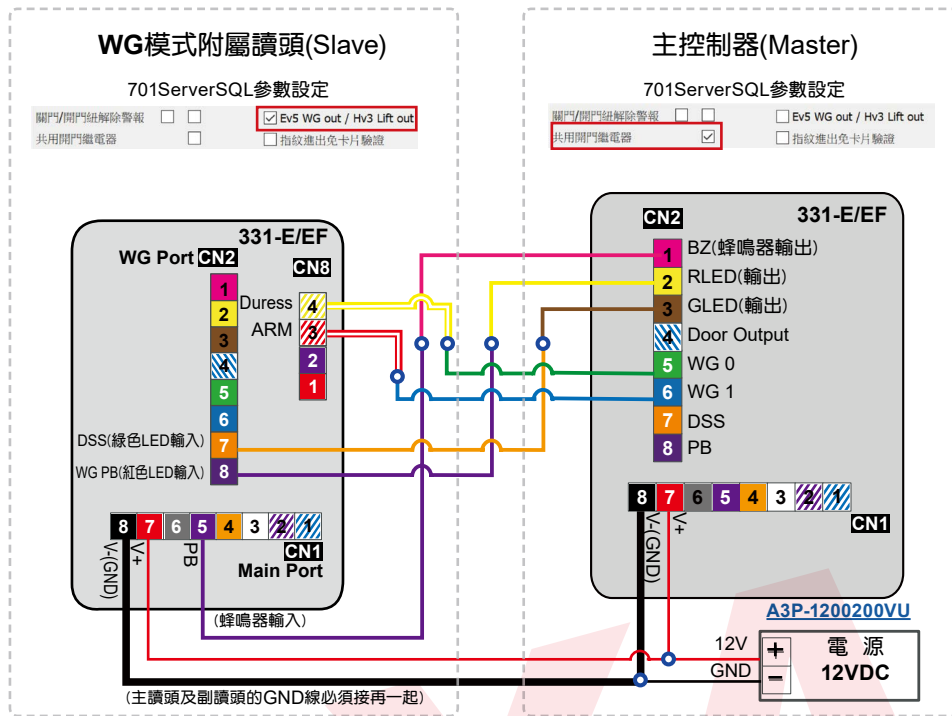 WG模式附屬讀頭(Slave)
701ServerSQL參數設定
關門/開門紐解除警報
Ev5 WG out / Hv3 Lift out
共用開門繼電器
指紋進出免卡片驗證
331-E/EF
WG Port CN2
CN8
1
2
3
4
5
6
7
8
Duress 4
ARM 3
2
1
DSS(綠色LED輸入)
WG PB(紅色LED輸入)
8 7 6 5 4 3 2 1
V-(GND)
V+
PB
CN1
Main Port
(蜂鳴器輸入)
(主讀頭及副讀頭的GND線必須接再一起)
主控制器(Master)
701ServerSQL參數設定
關門/開門紐解除警報
Ev5 WG out / Hv3 Lift out
共用開門繼電器
指紋進出免卡片驗證
331-E/EF
CN2
1 BZ(蜂鳴器輸出)
2 RLED(輸出)
3 GLED(輸出)
4 Door Output
5 WG 0
6 WG 1
7 DSS
8 PB
8 7 6 5 4 3 2 1
V-(GND)
V+
CN1
A3P-1200200VU
12V
GND
+
−
電 源
12VDC